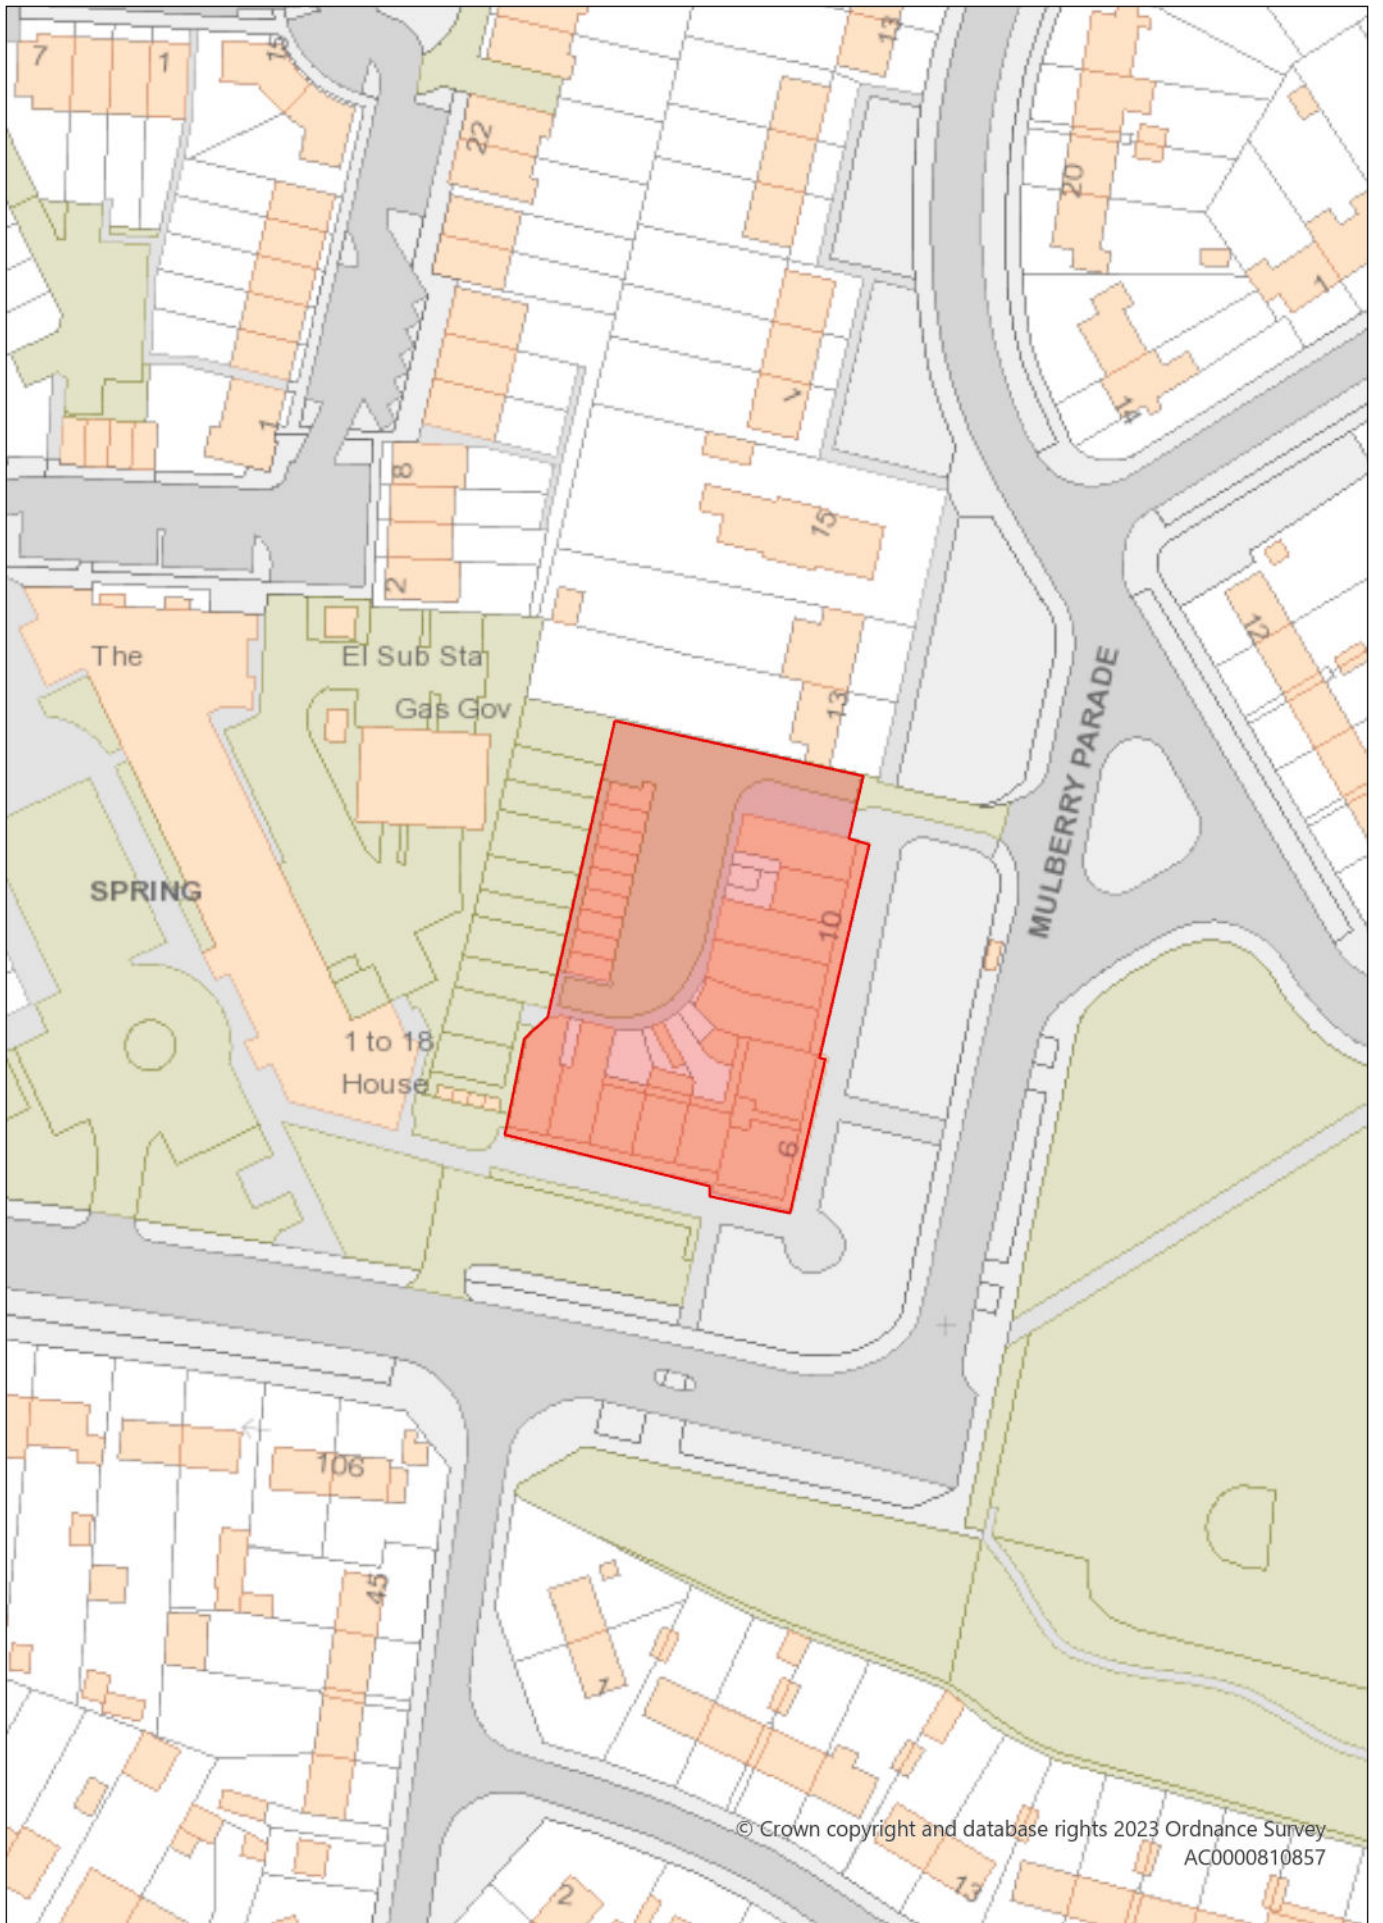 7
1
15
13
22
20
1
1
1
14
8
15
2
12
The
El Sub Sta
Gas Gov
13
MULBERRY PARADE
SPRING
10
1 to 18
House
6
106
45
1
© Crown copyright and database rights 2023 Ordnance Survey
AC0000810857
13
2